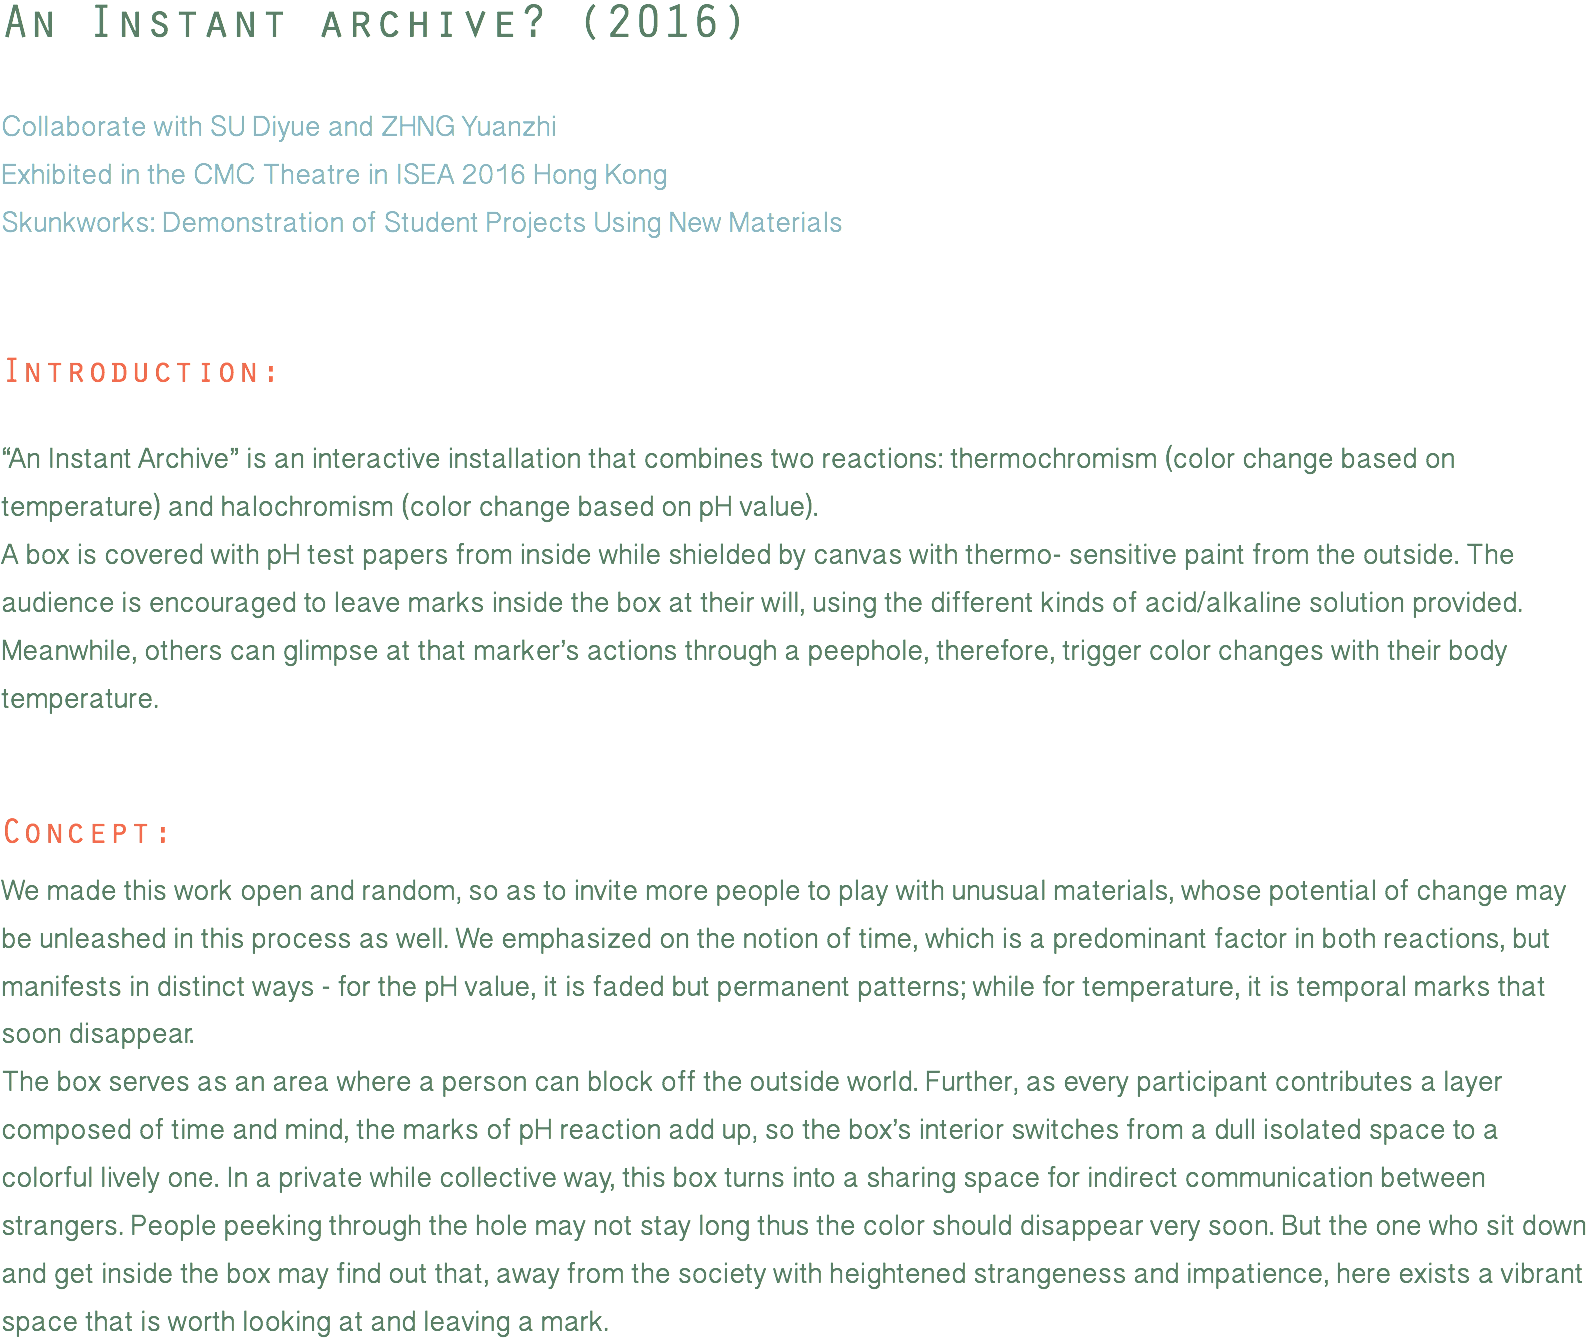 An Instant archive? (2016)
Collaborate with SU Diyue and ZHNG Yuanzhi
Exhibited in the CMC Theatre in ISEA 2016 Hong Kong
Skunkworks: Demonstration of Student Projects Using New Materials
Introduction:
“An Instant Archive” is an interactive installation that combines two reactions: thermochromism (color change based on
temperature) and halochromism (color change based on pH value).
A box is covered with pH test papers from inside while shielded by canvas with thermo- sensitive paint from the outside. The
audience is encouraged to leave marks inside the box at their will, using the different kinds of acid/alkaline solution provided.
Meanwhile, others can glimpse at that marker’s actions through a peephole, therefore, trigger color changes with their body
temperature.
Concept:
We made this work open and random, so as to invite more people to play with unusual materials, whose potential of change may
be unleashed in this process as well. We emphasized on the notion of time, which is a predominant factor in both reactions, but
manifests in distinct ways - for the pH value, it is faded but permanent patterns; while for temperature, it is temporal marks that
soon disappear.
The box serves as an area where a person can block off the outside world. Further, as every participant contributes a layer
composed of time and mind, the marks of pH reaction add up, so the box’s interior switches from a dull isolated space to a
colorful lively one. In a private while collective way, this box turns into a sharing space for indirect communication between
strangers. People peeking through the hole may not stay long thus the color should disappear very soon. But the one who sit down
and get inside the box may find out that, away from the society with heightened strangeness and impatience, here exists a vibrant
space that is worth looking at and leaving a mark.